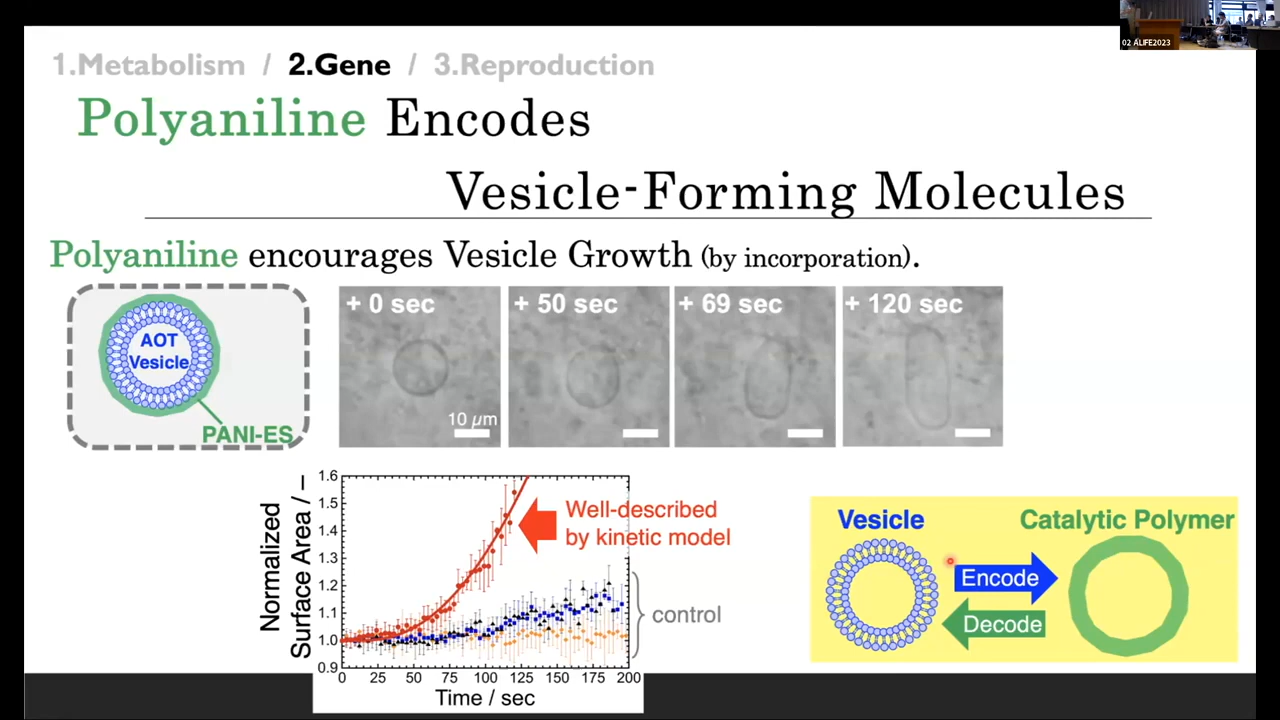 02 ALIFE2023
1.Metabolism / 2.Gene / 3.Reproduction
Polyaniline Encodes
Vesicle-Forming Molecules
Polyaniline encourages Vesicle Growth (by incorporation).
AOT
Vesicle
PANI-ES
+ 0 sec
10 µm
+ 50 sec
+ 69 sec
+ 120 sec
Normalized
Surface Area / –
1.6
1.5
1.4
1.3
1.2
1.1
1.0
0.9
0 25 50 75 100 125 150 175 200
Time / sec
Well-described
by kinetic model
control
Vesicle
Catalytic Polymer
Encode
Decode